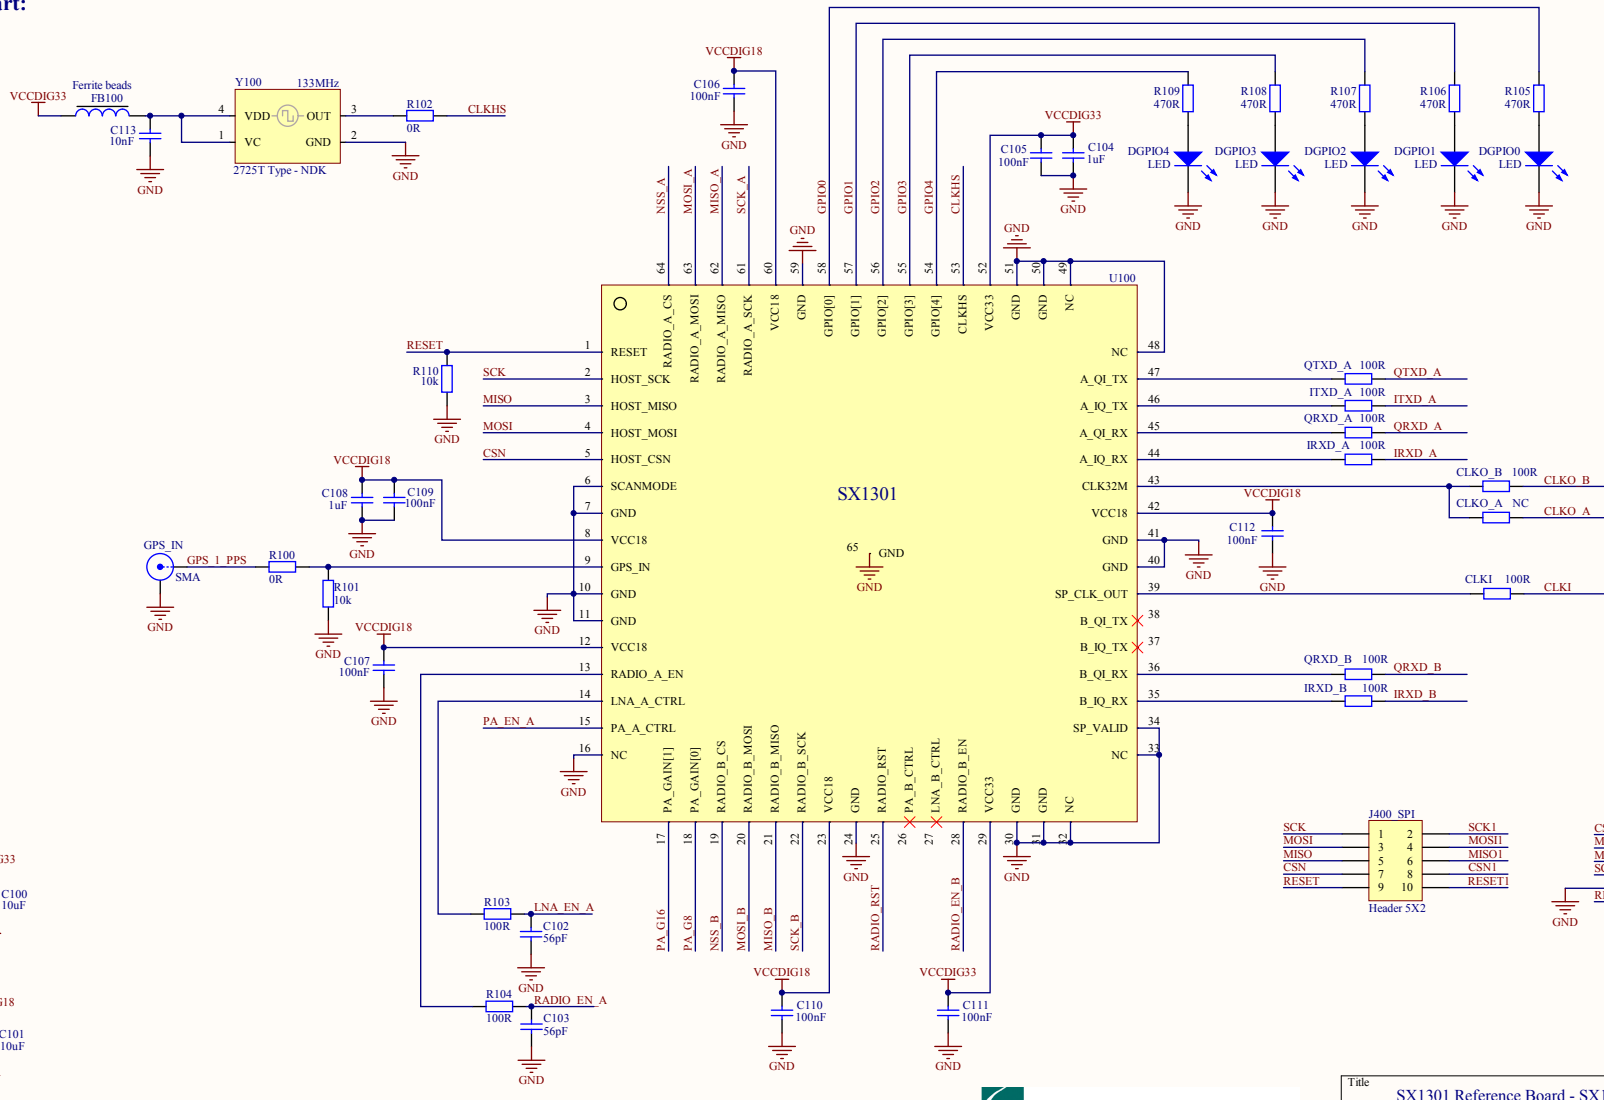 art:
VCCDIG33
Ferrite beads
FB100
C113
10nF
GND
Y100
133MHz
4
VDD
OUT
3
1
VC
GND
2
2725T Type - NDK
R102
0R
CLKHS
GND
VCCDIG18
C106
100nF
GND
VCCDIG33
C105
100nF
C104
1uF
GND
R109
470R
R108
470R
R107
470R
R106
470R
R105
470R
DGPIO4
LED
DGPIO3
LED
DGPIO2
LED
DGPIO1
LED
DGPIO0
LED
GND
GND
GND
GND
GND
NSS_A
MOSI_A
MISO_A
SCK_A
GND
GPIO0
GPIO1
GPIO2
GPIO3
GPIO4
CLKHS
GND
64
63
62
61
60
59
58
57
56
55
54
53
52
51
50
49
U100
RADIO_A_CS
RADIO_A_MOSI
RADIO_A_MISO
RADIO_A_SCK
VCC18
GND
GPIO[0]
GPIO[1]
GPIO[2]
GPIO[3]
GPIO[4]
CLKHS
VCC33
GND
GND
NC
RESET
R110
10k
GND
SCK
MISO
MOSI
CSN
1
RESET
2
HOST_SCK
3
HOST_MISO
4
HOST_MOSI
5
HOST_CSN
6
SCANMODE
7
GND
8
VCC18
9
GPS_IN
10
GND
11
GND
12
VCC18
13
RADIO_A_EN
14
LNA_A_CTRL
15
PA_A_CTRL
16
NC
VCCDIG18
C108
1uF
C109
100nF
GND
GPS_IN
SMA
GPS_1_PPS
GND
R100
0R
R101
10k
GND
GND
VCCDIG18
C107
100nF
GND
PA_EN_A
GND
SX1301
65
GND
GND
NC
48
A_QI_TX
47
A_IQ_TX
46
A_QI_RX
45
A_IQ_RX
44
CLK32M
43
VCC18
42
GND
41
GND
40
SP_CLK_OUT
39
B_QI_TX
38
B_IQ_TX
37
B_QI_RX
36
B_IQ_RX
35
SP_VALID
34
NC
33
QTXD_A 100R
QTXD_A
ITXD_A 100R
ITXD_A
QRXD_A 100R
QRXD_A
IRXD_A 100R
IRXD_A
CLKO_B 100R
CLKO_B
CLKO_A NC
CLKO_A
VCCDIG18
C112
100nF
GND
GND
CLKI 100R
CLKI
QRXD_B 100R
QRXD_B
IRXD_B 100R
IRXD_B
PA_GAIN[1]
PA_GAIN[0]
RADIO_B_CS
RADIO_B_MOSI
RADIO_B_MISO
RADIO_B_SCK
VCC18
GND
RADIO_RST
PA_B_CTRL
LNA_B_CTRL
RADIO_B_EN
VCC33
GND
GND
NC
17
18
19
20
21
22
23
24
25
26
27
28
29
30
31
32
GND
GND
PA_G16
PA_G8
NSS_B
MOSI_B
MISO_B
SCK_B
RADIO_RST
RADIO_EN_B
R103
100R
LNA_EN_A
C102
56pF
GND
R104
100R
RADIO_EN_A
C103
56pF
GND
VCCDIG18
C110
100nF
GND
VCCDIG33
C111
100nF
GND
J400 SPI
SCK
1
2
SCK1
MOSI
3
4
MOSI1
MISO
5
6
MISO1
CSN
7
8
CSN1
RESET
9
10
RESET1
Header 5X2
GND
G33
C100
10uF
G18
C101
10uF
Title
SX1301 Reference Board - SX1